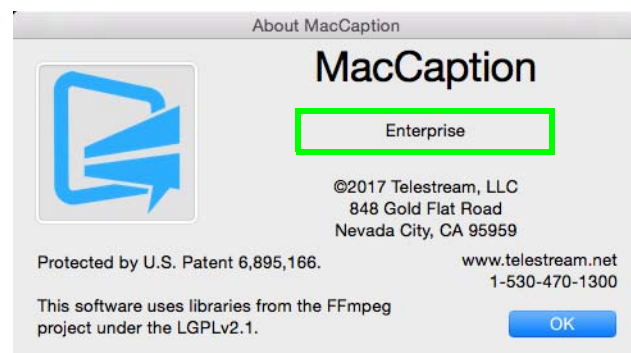 About MacCaption
MacCaption
Enterprise
©2017 Telestream, LLC
848 Gold Flat Road
Nevada City, CA 95959
Protected by U.S. Patent 6,895,166.
www.telestream.net
1-530-470-1300
This software uses libraries from the FFmpeg
project under the LGPLv2.1.
OK